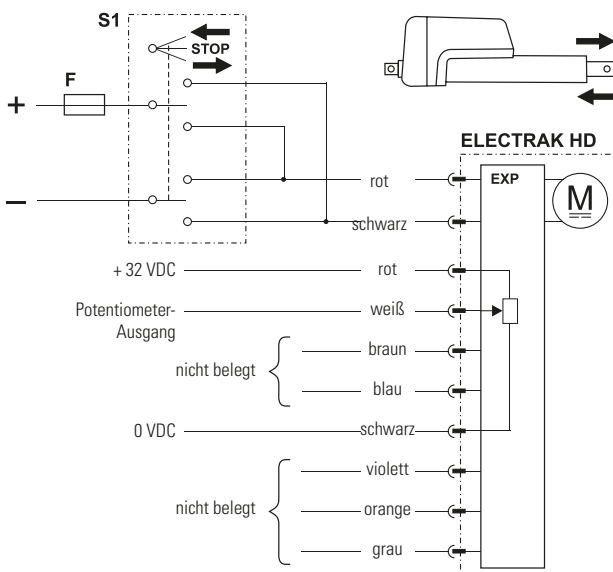 S1
STOP
F
+
–
ELECTRAK HD
EXP
M
rot
schwarz
+ 32 VDC
rot
Potentiometer-
Ausgang
weiß
braun
nicht belegt
blau
0 VDC
schwarz
violett
nicht belegt
orange
grau